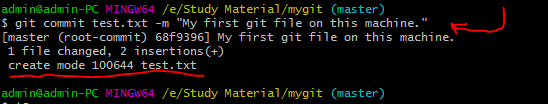 admin@admin-PC MINGW64 /e/Study Material/mygit (master)
$ git commit test.txt -m "My first git file on this machine."
[master (root-commit) 68f9396] My first git file on this machine.
1 file changed, 2 insertions(+)
create mode 100644 test.txt
admin@admin-PC MINGW64 /e/Study Material/mygit (master)